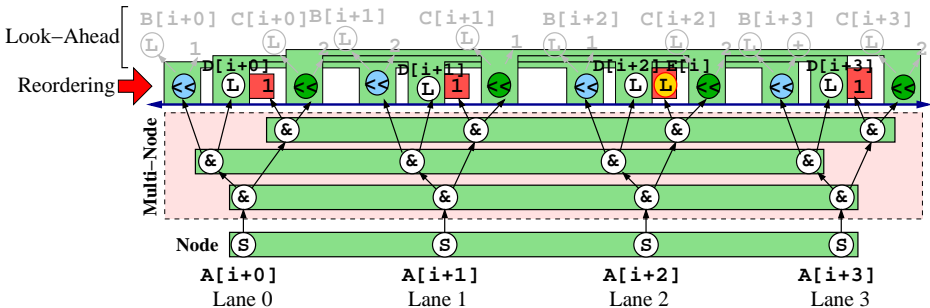 B[i+0] C[i+0] B[i+1] C[i+1] B[i+2] C[i+2] B[i+3] C[i+3]
Look-Ahead
L 1 L 2 L 2 L 1 L 1 L 2 L + 2
D[i+0] D[i+1] D[i+2] E[i] D[i+3]
Reordering
<< L 1 << << L 1 << << L L << << L 1 <<
& & & &
Multi-Node
& & & &
& & & &
Node S S S S
A[i+0] A[i+1] A[i+2] A[i+3]
Lane 0 Lane 1 Lane 2 Lane 3